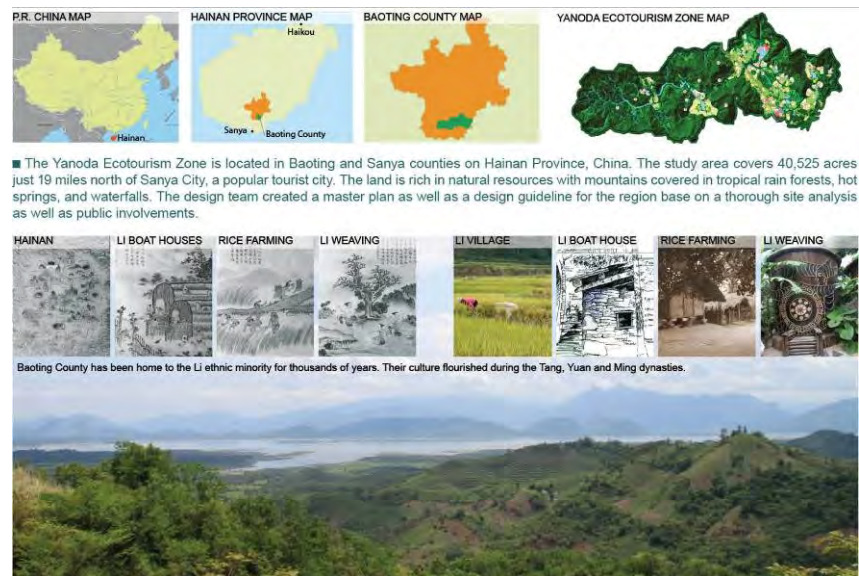 P.R. CHINA MAP
HAINAN PROVINCE MAP
BAOTING COUNTY MAP
YANODA ECOTOURISM ZONE MAP
Haikou
Hainan
Sanya
Baoting County
■ The Yanoda Ecotourism Zone is located in Baoting and Sanya counties on Hainan Province, China. The study area covers 40,525 acres
just 19 miles north of Sanya City, a popular tourist city. The land is rich in natural resources with mountains covered in tropical rain forests, hot
springs, and waterfalls. The design team created a master plan as well as a design guideline for the region base on a thorough site analysis
as well as public involvements.
HAINAN
LI BOAT HOUSES
RICE FARMING
LI WEAVING
LI VILLAGE
LI BOAT HOUSE
RICE FARMING
LI WEAVING
Baoting County has been home to the Li ethnic minority for thousands of years. Their culture flourished during the Tang, Yuan and Ming dynasties.